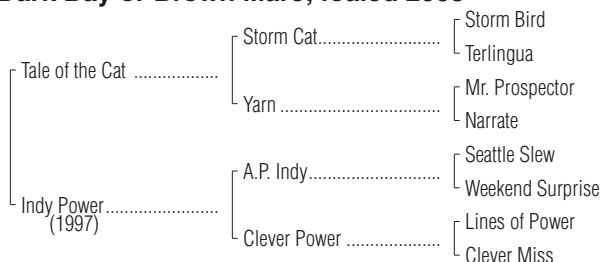 Dark Bay or Brown Mare; foaled 2009
Storm Bird
Storm Cat
Terlingua
Tale of the Cat
Mr. Prospector
Yarn
Narrate
Seattle Slew
A.P. Indy
Weekend Surprise
Indy Power
(1997)
Lines of Power
Clever Power
Clever Miss